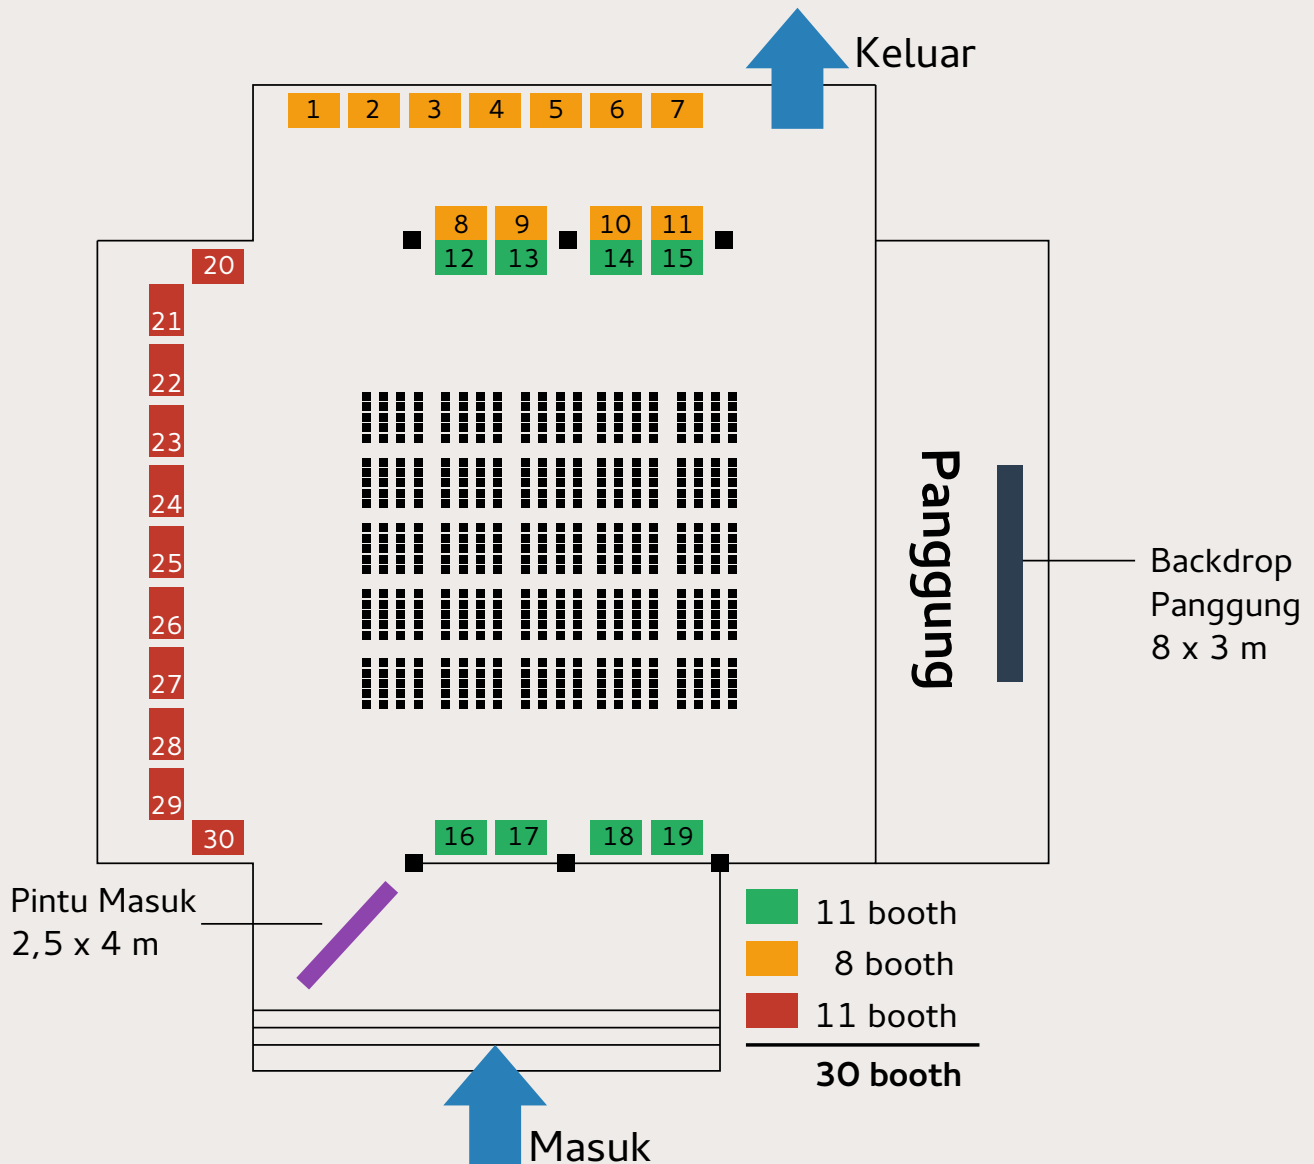 Keluar
1 2 3 4 5 6 7
8 9 10 11
12 13 14 15
20
21
22
23
24
25
26
27
28
29
30
Panggung
Backdrop
Panggung
8 x 3 m
16 17 18 19
Pintu Masuk
2,5 x 4 m
11 booth
8 booth
11 booth
30 booth
Masuk